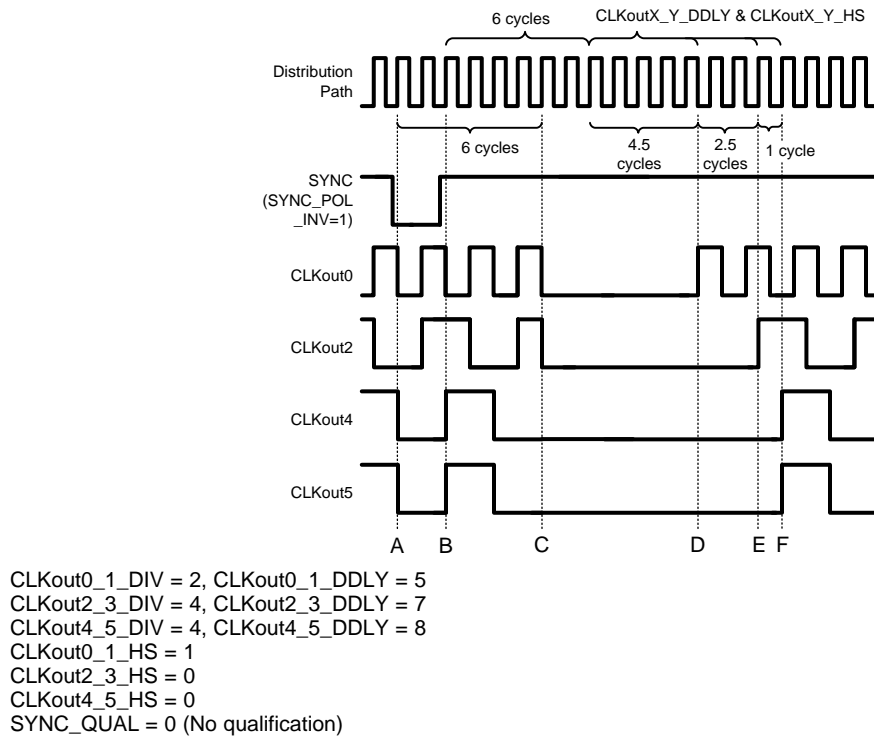 6 cycles
CLKoutX_Y_DDLY & CLKoutX_Y_HS
Distribution
Path
6 cycles
4.5
cycles
2.5
cycles
1 cycle
SYNC
(SYNC_POL
_INV=1)
CLKout0
CLKout2
CLKout4
CLKout5
A B C D E F
CLKout0_1_DIV = 2, CLKout0_1_DDLY = 5
CLKout2_3_DIV = 4, CLKout2_3_DDLY = 7
CLKout4_5_DIV = 4, CLKout4_5_DDLY = 8
CLKout0_1_HS = 1
CLKout2_3_HS = 0
CLKout4_5_HS = 0
SYNC_QUAL = 0 (No qualification)